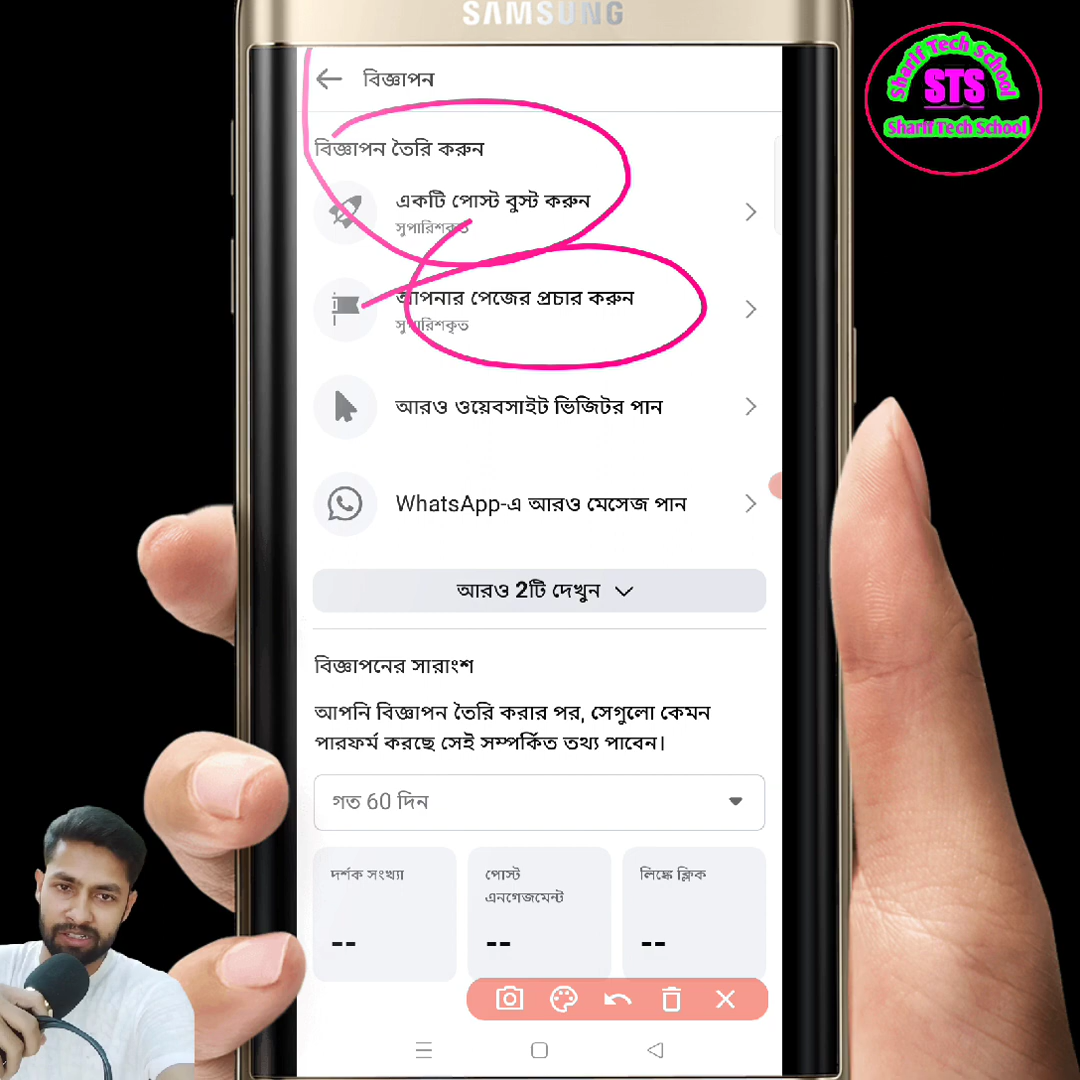 SAMSUNG
Sharif Tech School
STS
Sharif Tech School
বিজ্ঞাপন
বিজ্ঞাপন তৈরি করুন
একটি পোস্ট বুস্ট করুন
সুপারিশকৃত
আপনার পেজের প্রচার করুন
সুপারিশকৃত
আরও ওয়েবসাইট ভিজিটর পান
WhatsApp-এ আরও মেসেজ পান
আরও 2টি দেখুন
বিজ্ঞাপনের সারাংশ
আপনি বিজ্ঞাপন তৈরি করার পর, সেগুলো কেমন
পারফর্ম করছে সেই সম্পর্কিত তথ্য পাবেন।
গত 60 দিন
দর্শক সংখ্যা
--
পোস্ট
এনগেজমেন্ট
--
লিঙ্কে ক্লিক
--